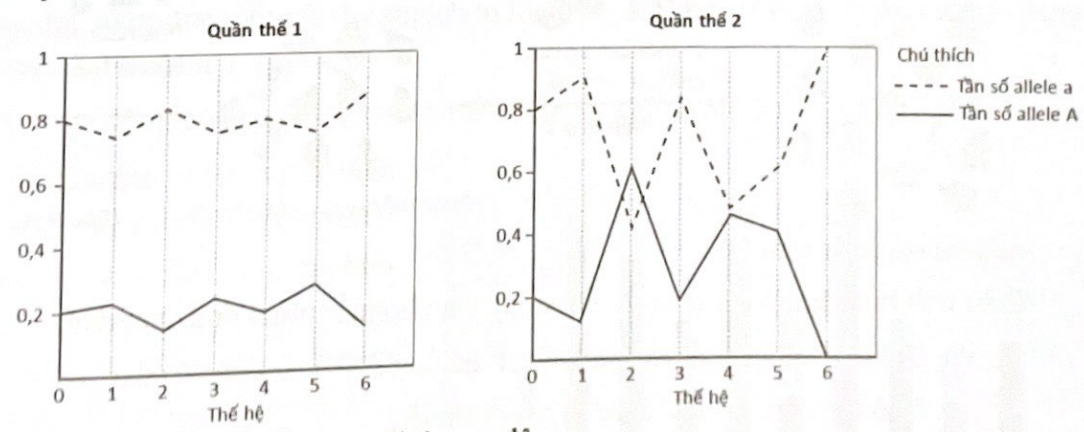 Quần thể 1
1
0,8
0,6
0,4
0,2
0 1 2 3 4 5 6
Thế hệ
Quần thể 2
1
0,8
0,6
0,4
0,2
0 1 2 3 4 5 6
Thế hệ
Chú thích
Tần số allele a
Tần số allele A